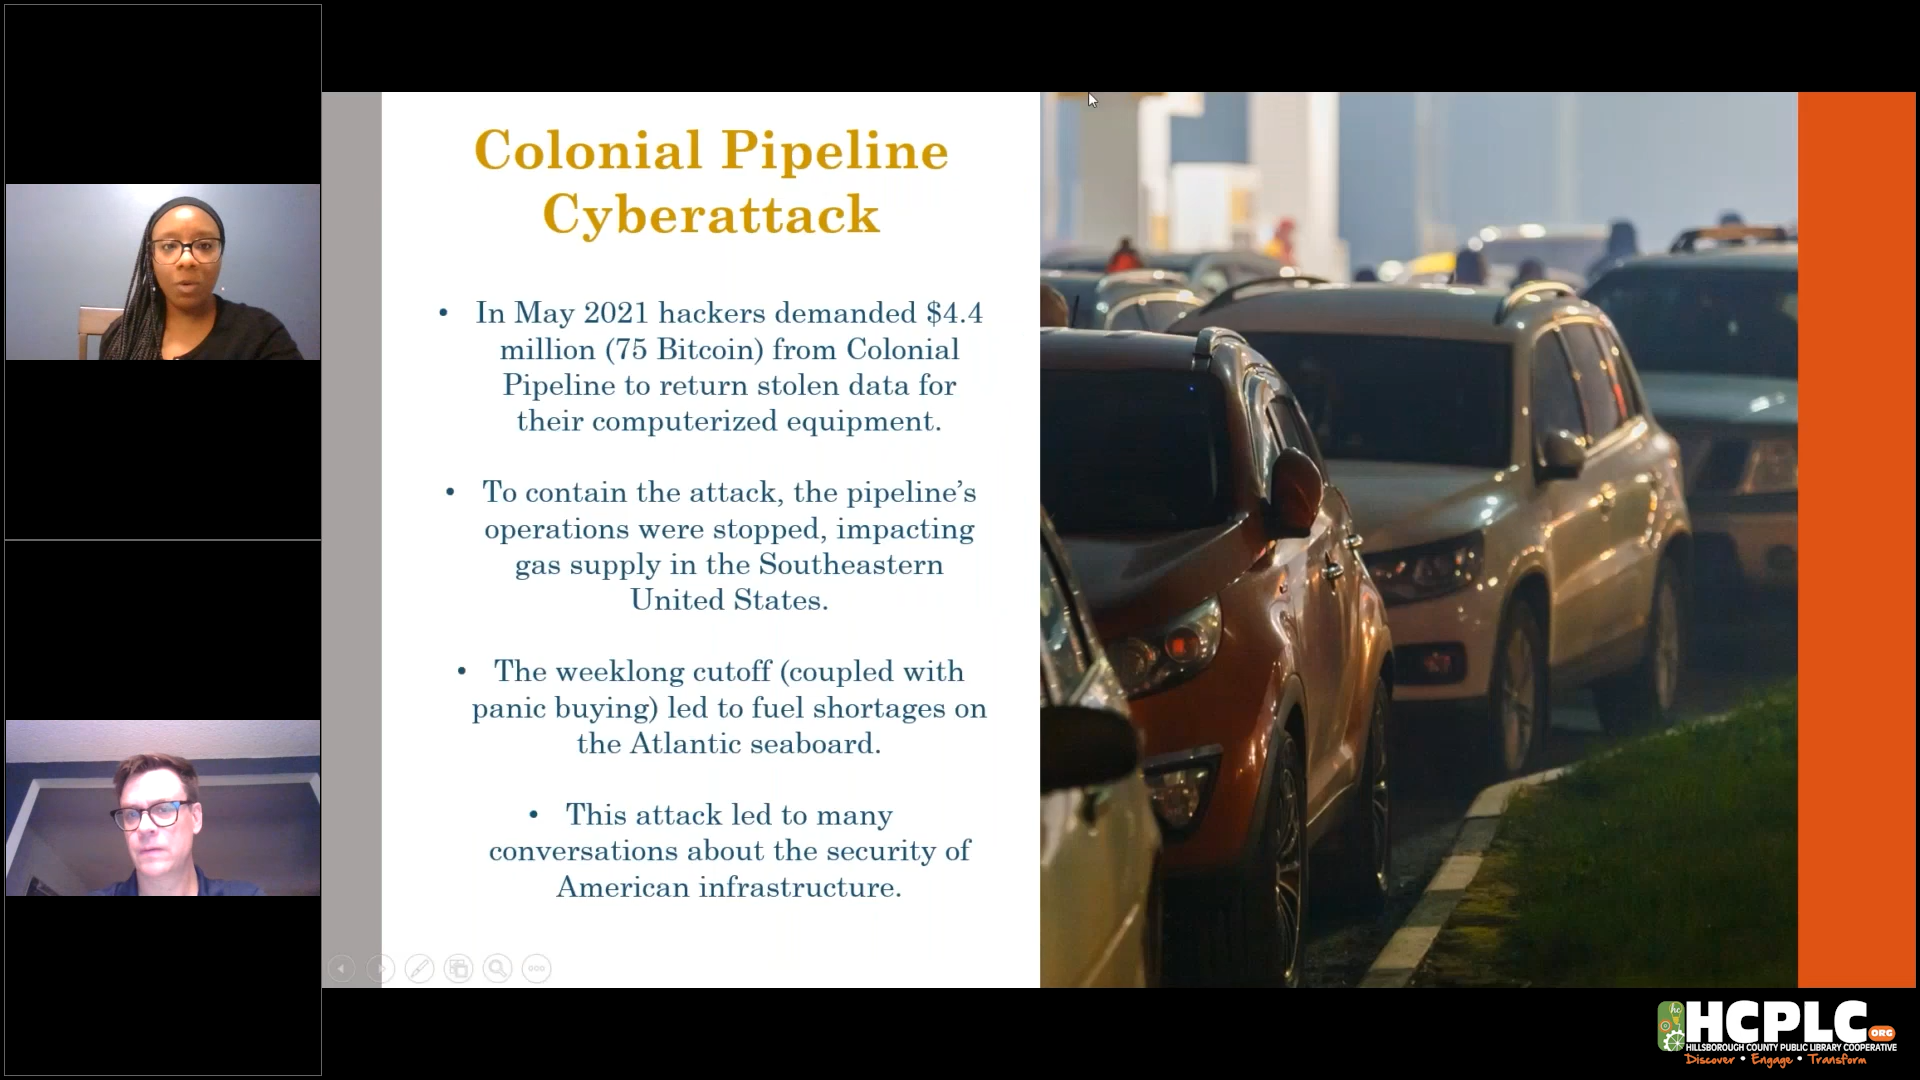 Colonial Pipeline
Cyberattack
• In May 2021 hackers demanded $4.4
million (75 Bitcoin) from Colonial
Pipeline to return stolen data for
their computerized equipment.
• To contain the attack, the pipeline’s
operations were stopped, impacting
gas supply in the Southeastern
United States.
• The weeklong cutoff (coupled with
panic buying) led to fuel shortages on
the Atlantic seaboard.
• This attack led to many
conversations about the security of
American infrastructure.
hc
HCPLC.ORG
HILLSBOROUGH COUNTY PUBLIC LIBRARY COOPERATIVE
Discover • Engage • Transform